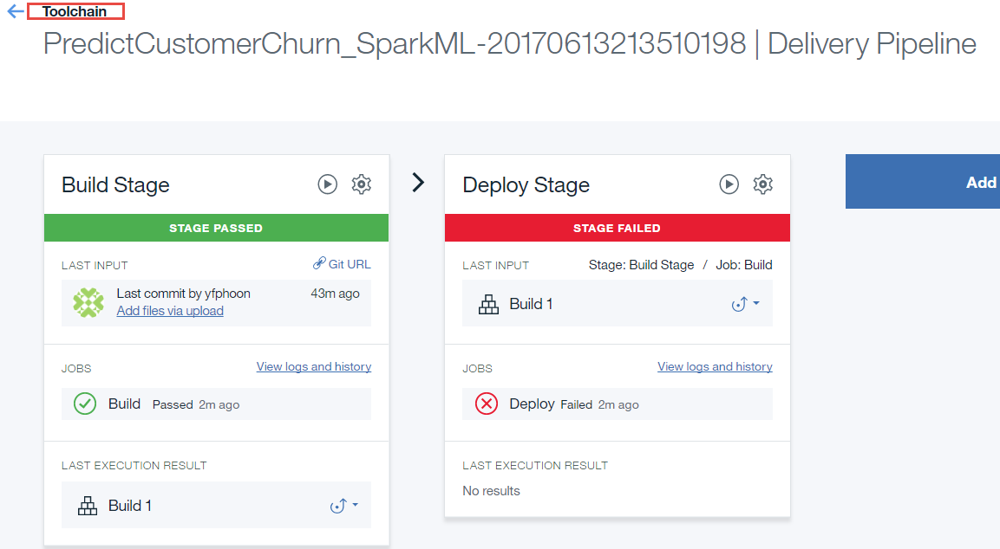 Toolchain
PredictCustomerChurn_SparkML-20170613213510198 | Delivery Pipeline
Build Stage
STAGE PASSED
LAST INPUT Git URL
Last commit by yfphoon 43m ago
Add files via upload
JOBS View logs and history
Build Passed 2m ago
LAST EXECUTION RESULT
Build 1
Deploy Stage
STAGE FAILED
LAST INPUT Stage: Build Stage / Job: Build
Build 1
JOBS View logs and history
Deploy Failed 2m ago
LAST EXECUTION RESULT
No results
Add